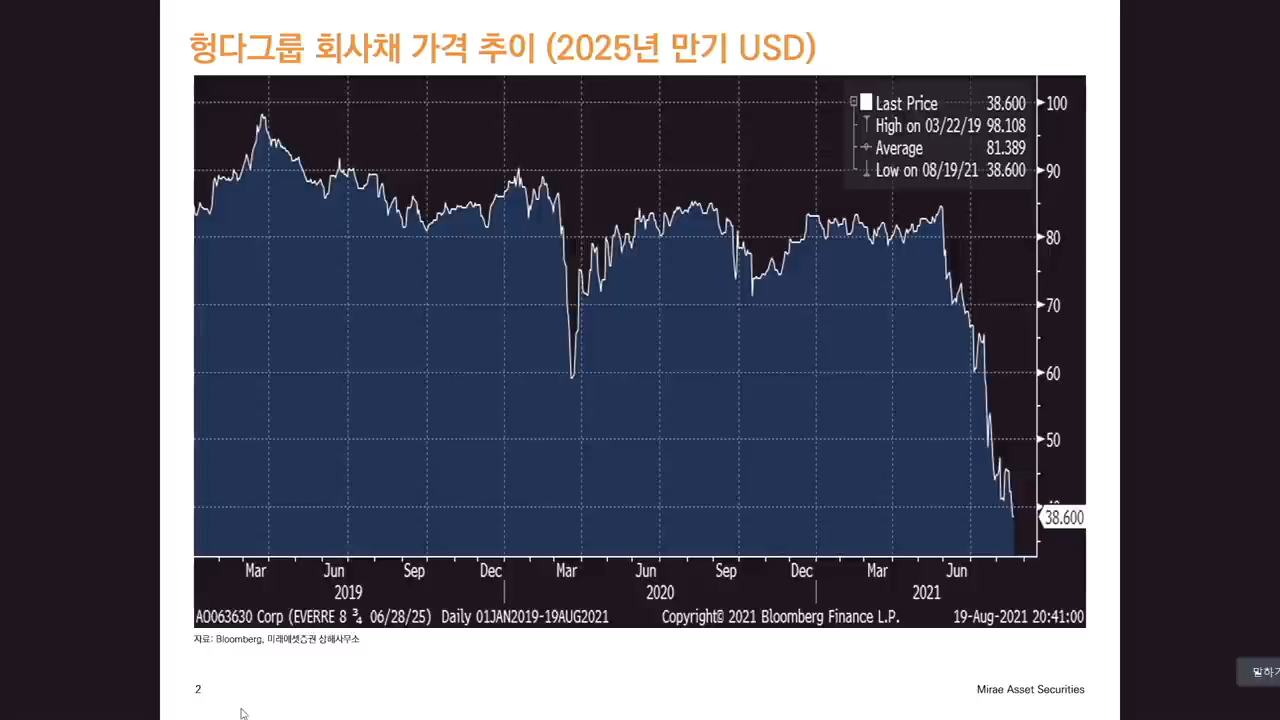 헝다그룹 회사채 가격 추이 (2025년 만기 USD)
Last Price 38.600
High on 03/22/19 98.108
Average 81.389
Low on 08/19/21 38.600
100
90
80
70
60
50
38.600
Mar Jun Sep Dec Mar Jun Sep Dec Mar Jun
2019 2020 2021
AO063630 Corp (EVERRE 8 ¾ 06/28/25) Daily 01JAN2019-19AUG2021 Copyright© 2021 Bloomberg Finance L.P. 19-Aug-2021 20:41:00
자료: Bloomberg, 미래에셋증권 상해사무소
2 Mirae Asset Securities